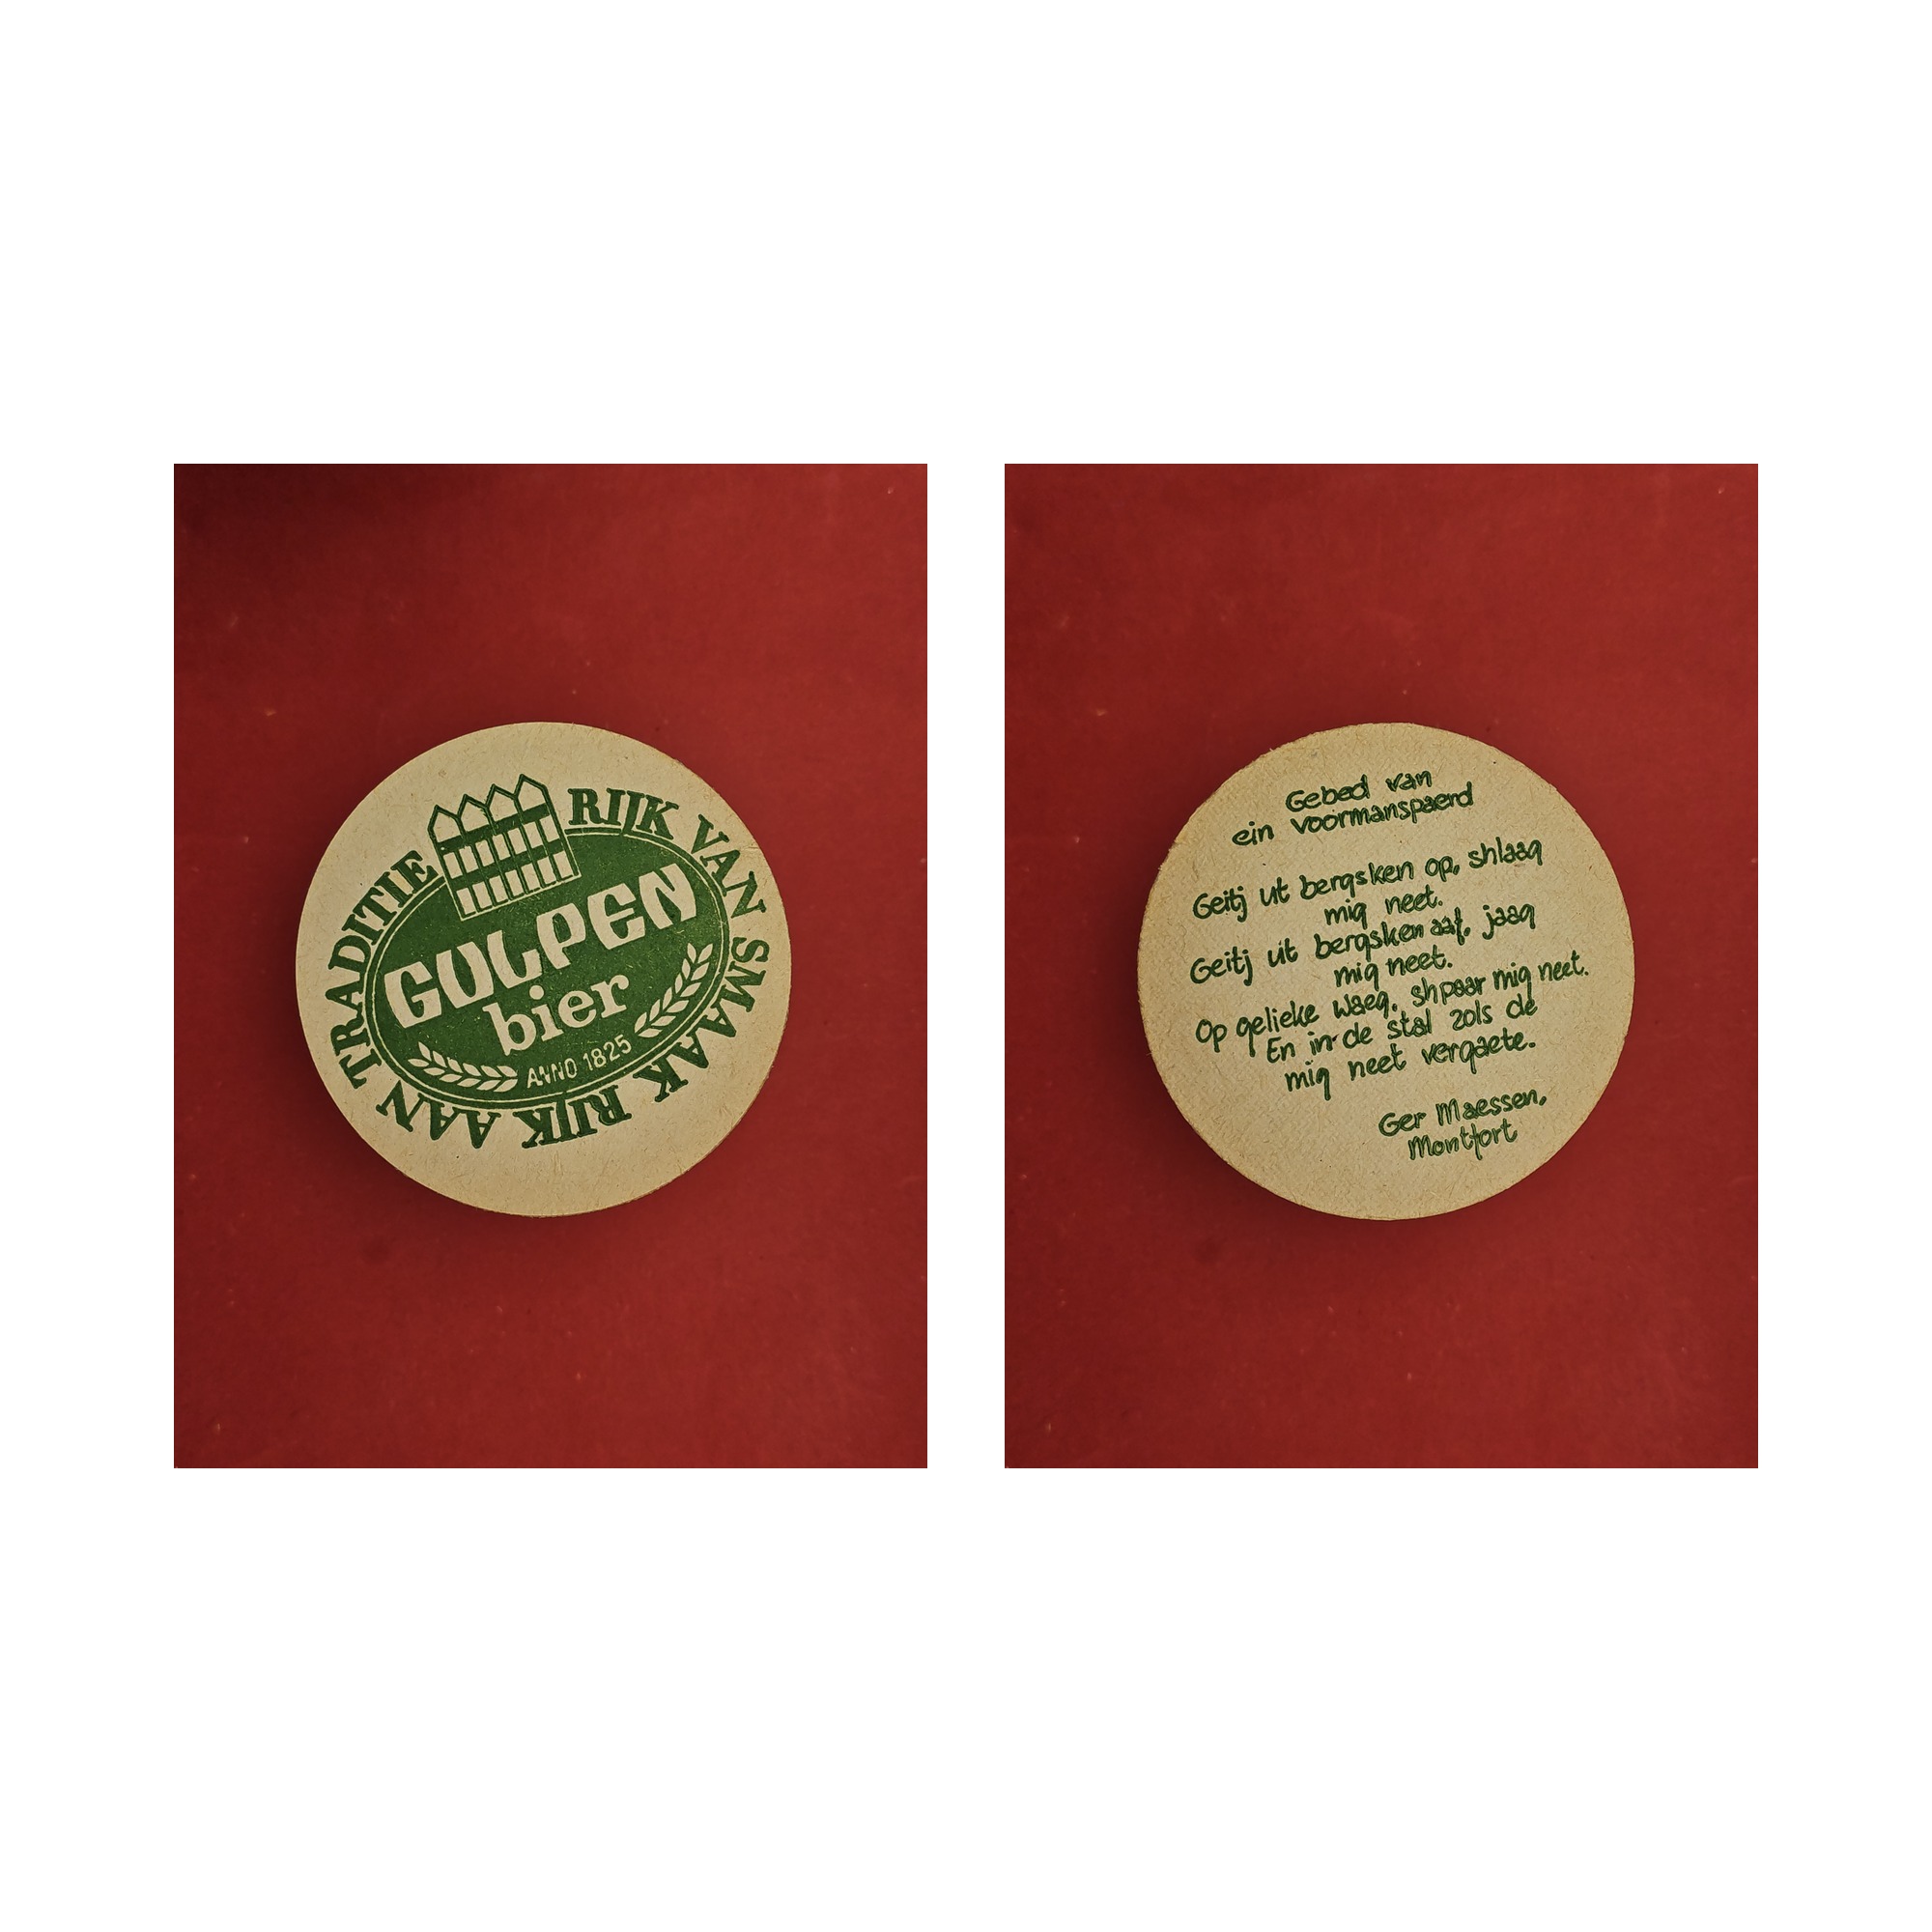 RIJK VAN SMAAK RIJK AAN TRADITIE
GULPEN
bier
ANNO 1825
Gebed van
ein voormanspaerd
Geitj ut bergsken op, shlaag
mig neet.
Geitj ut bergsken aaf, jaag
mig neet.
Op gelieke waeg, shpaar mig neet.
En in de stal zols de
mig neet vergaete.
Ger Maessen,
Montfort